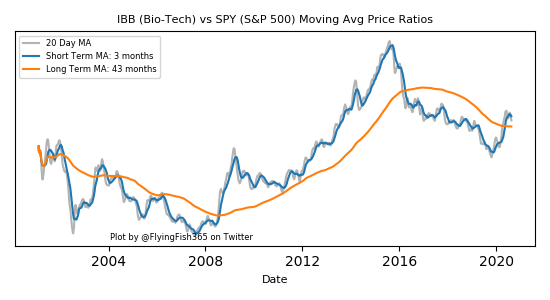 IBB (Bio-Tech) vs SPY (S&P 500) Moving Avg Price Ratios
20 Day MA
Short Term MA: 3 months
Long Term MA: 43 months
Plot by @FlyingFish365 on Twitter
2004 2008 2012 2016 2020
Date